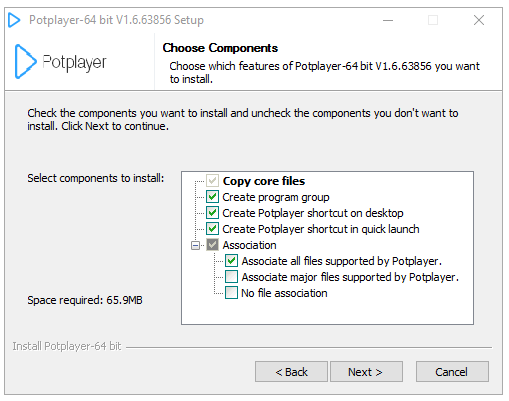 Potplayer-64 bit V1.6.63856 Setup
Potplayer
Choose Components
Choose which features of Potplayer-64 bit V1.6.63856 you want
to install.
Check the components you want to install and uncheck the components you don't want to
install. Click Next to continue.
Select components to install:
Copy core files
Create program group
Create Potplayer shortcut on desktop
Create Potplayer shortcut in quick launch
Association
Associate all files supported by Potplayer.
Associate major files supported by Potplayer.
No file association
Space required: 65.9MB
Install Potplayer-64 bit
< Back
Next >
Cancel